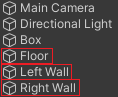 Main Camera
Directional Light
Box
Floor
Left Wall
Right Wall